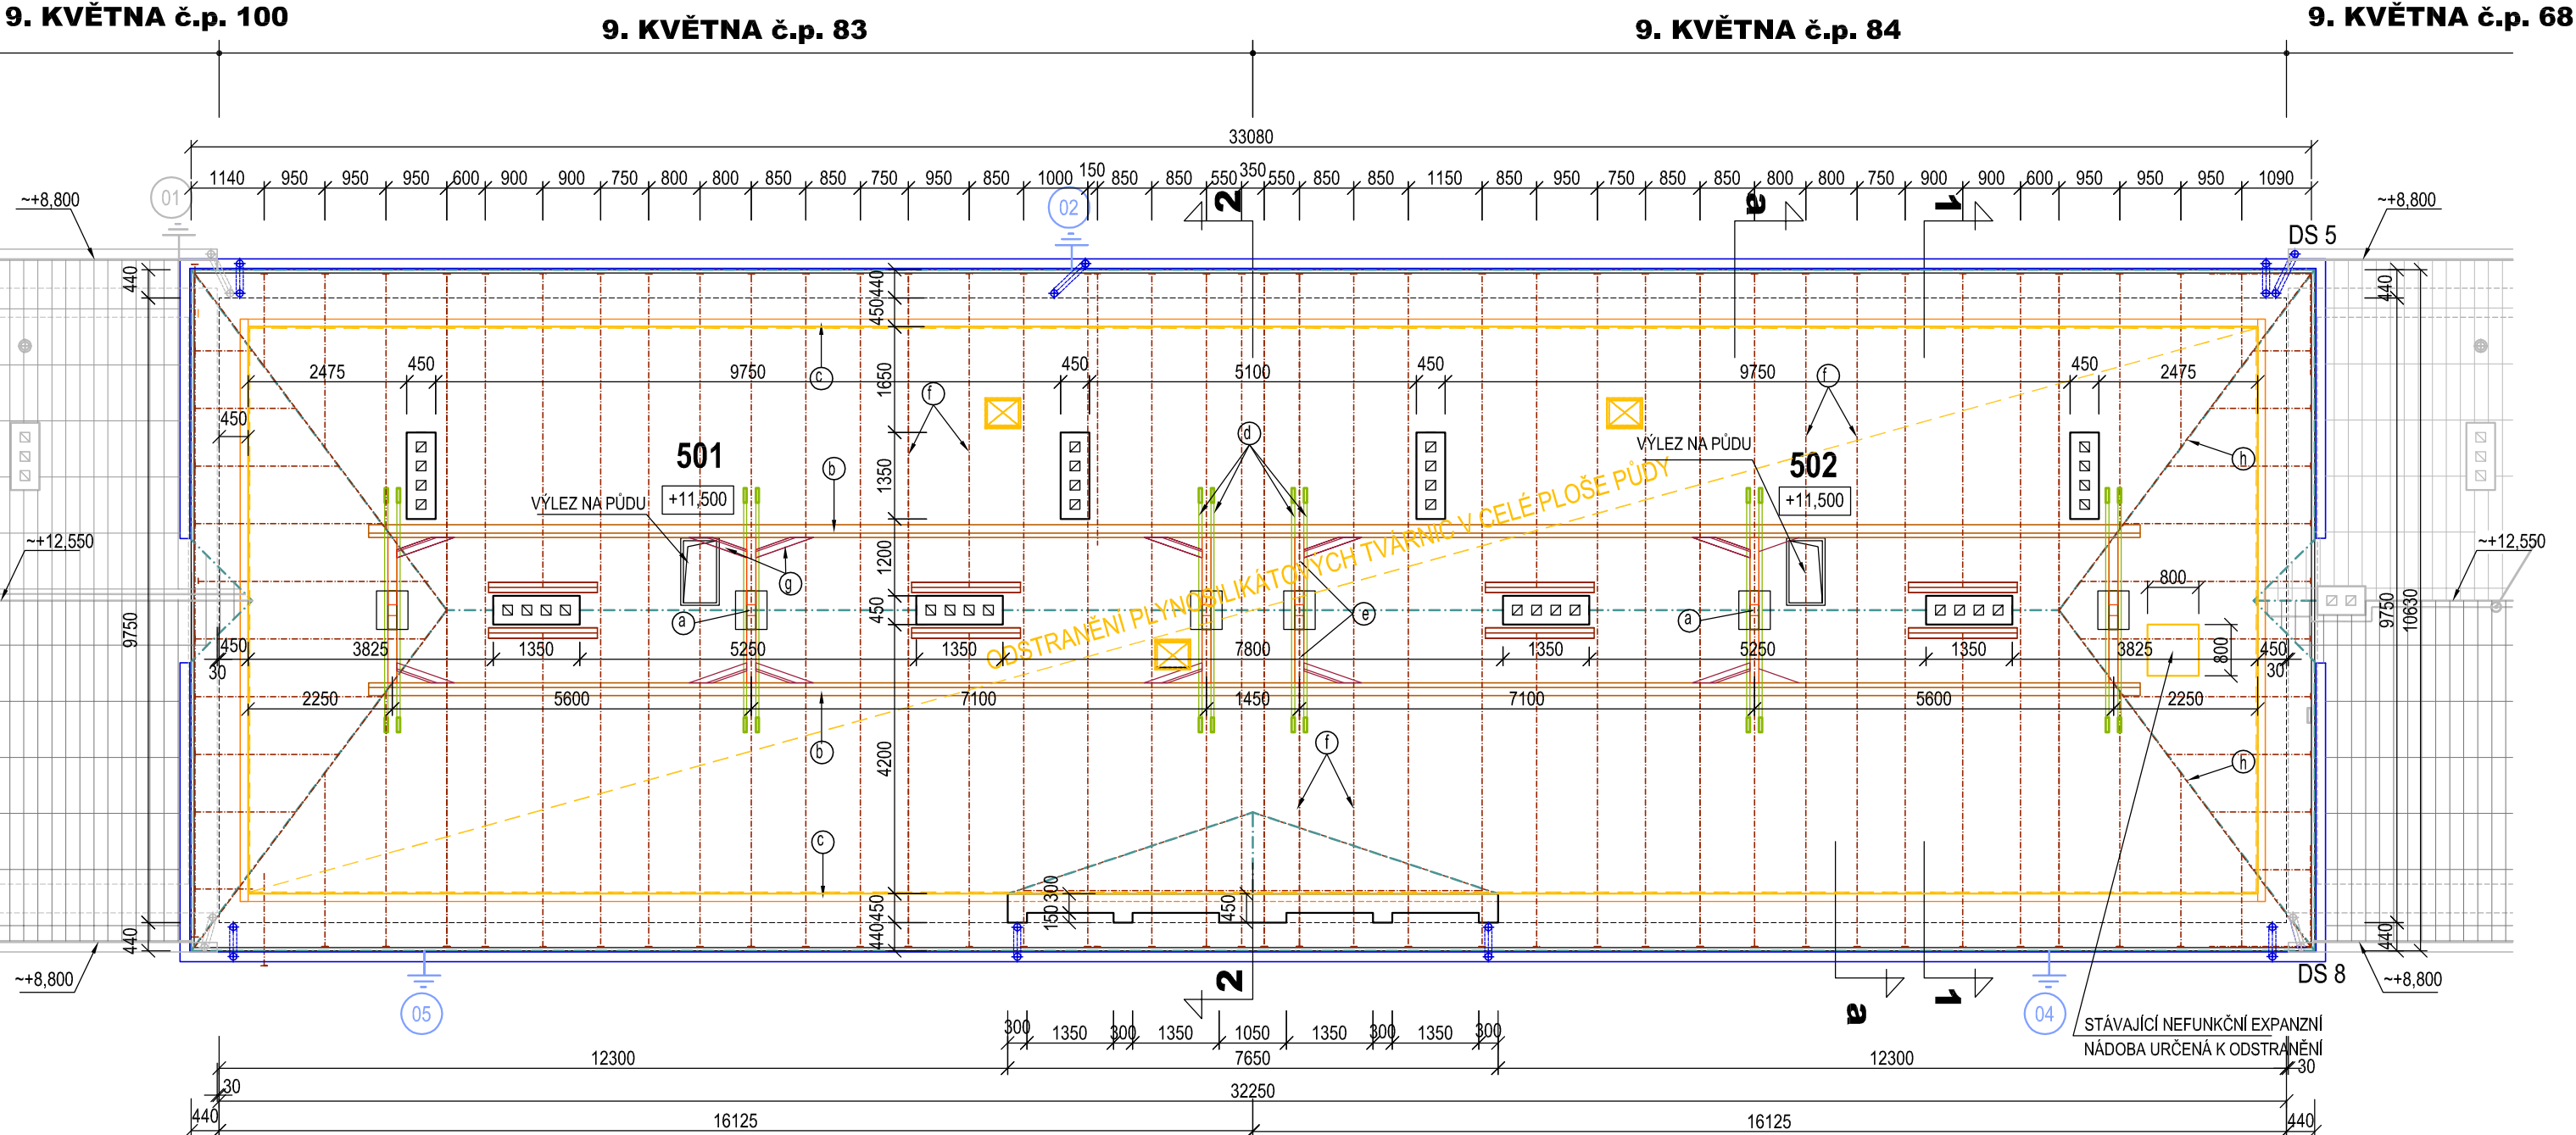 9. KVĚTNA č.p. 100
9. KVĚTNA č.p. 83
9. KVĚTNA č.p. 84
9. KVĚTNA č.p. 68
33080
1140 950 950 950 600 900 900 750 800 800 850 850 750 950 850 1000 150 850 850 550 350 550 850 850 1150 850 950 750 850 850 800 800 750 900 900 600 950 950 950 1090
~+8,800
01
02
2
a
1
~+8,800
DS 5
440
440
450
440
2475 450 9750 450 5100 450 9750 450 2475
c
f
f
1650
450
d
501
b
VÝLEZ NA PŮDU
+11,500
1350
VÝLEZ NA PŮDU
502
+11,500
h
ODSTRANĚNÍ PLYNOSILIKÁTOVÝCH TVÁRNIC V CELÉ PLOŠE PŮDY
~+12,550
~+12,550
1200
g
800
450
a
e
a
9750
9750
10630
800
450 3825 1350 5250 1350 7800 1350 5250 1350 3825 450
30
30
2250 5600 7100 1450 7100 5600 2250
b
f
4200
h
c
300
150
450
450
440
440
440
~+8,800
05
2
a
1
04
DS 8
~+8,800
STÁVAJÍCÍ NEFUNKČNÍ EXPANZNÍ
NÁDOBA URČENÁ K ODSTRANĚNÍ
300 1350 300 1350 1050 1350 300 1350 300
12300 7650 12300
30
30
32250
440 16125 16125 440